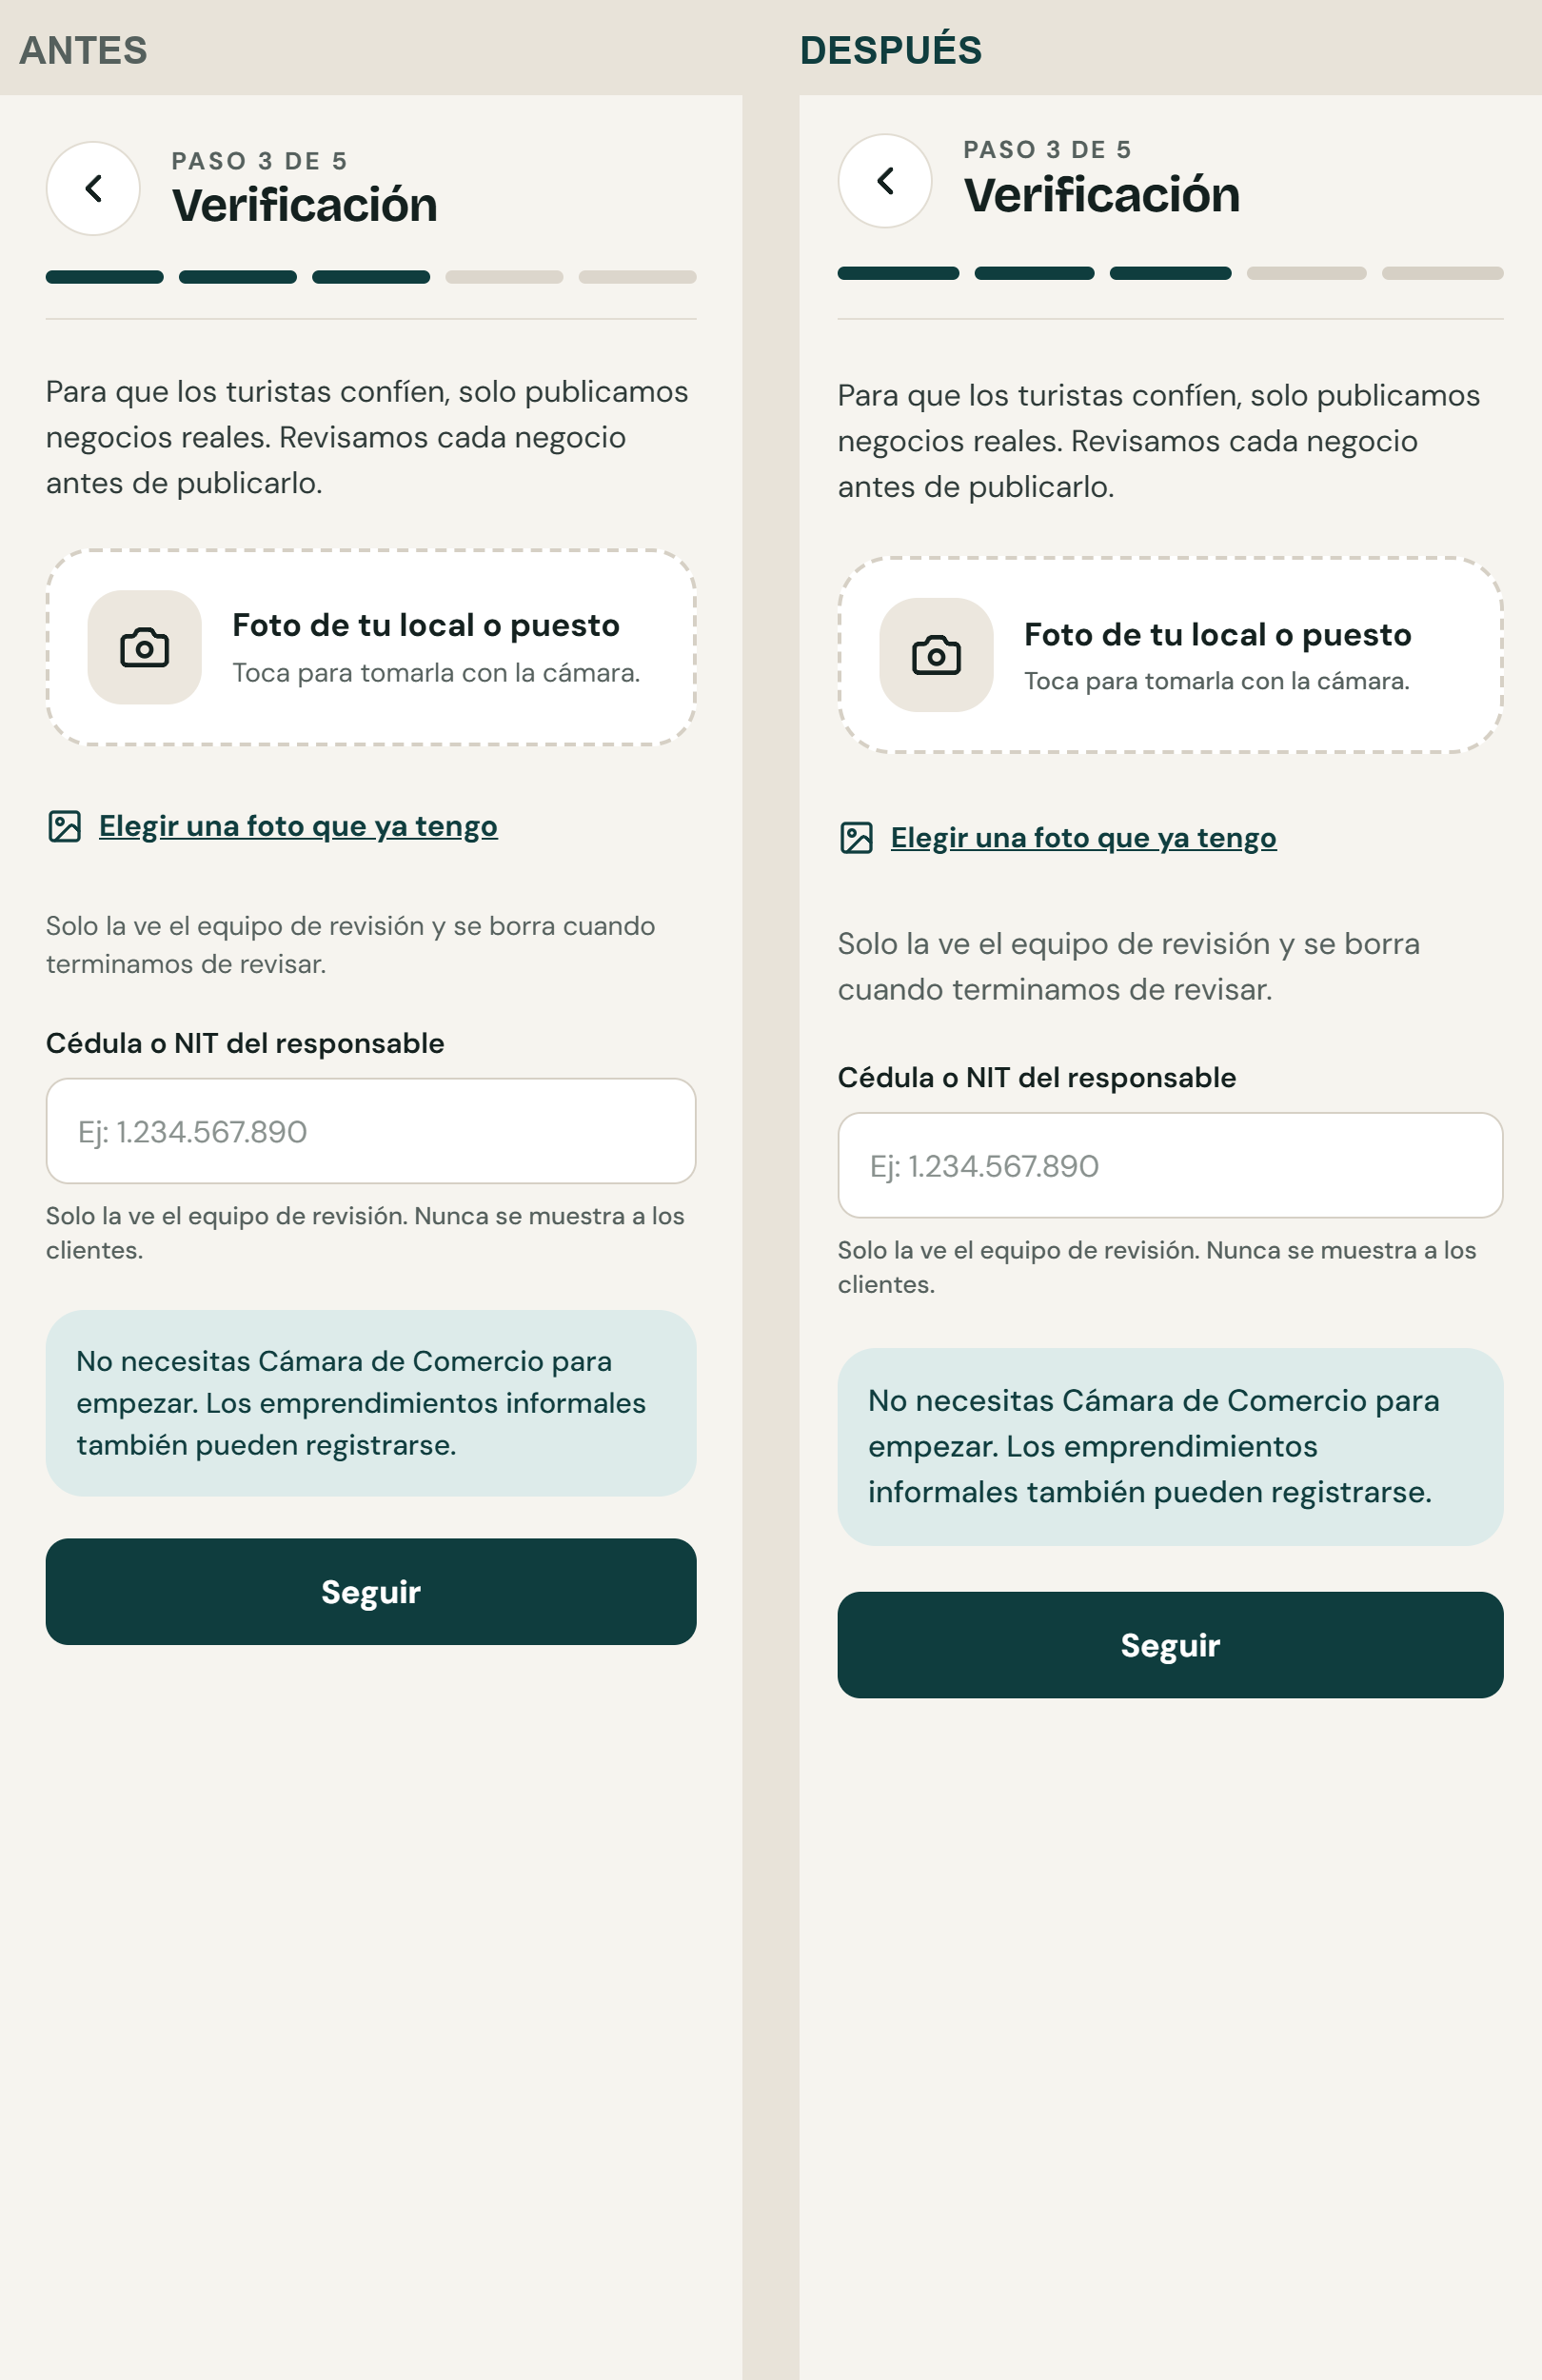 ANTES
PASO 3 DE 5
Verificación
Para que los turistas confíen, solo publicamos
negocios reales. Revisamos cada negocio
antes de publicarlo.
Foto de tu local o puesto
Toca para tomarla con la cámara.
Elegir una foto que ya tengo
Solo la ve el equipo de revisión y se borra cuando
terminamos de revisar.
Cédula o NIT del responsable
Ej: 1.234.567.890
Solo la ve el equipo de revisión. Nunca se muestra a los
clientes.
No necesitas Cámara de Comercio para
empezar. Los emprendimientos informales
también pueden registrarse.
Seguir
DESPUÉS
PASO 3 DE 5
Verificación
Para que los turistas confíen, solo publicamos
negocios reales. Revisamos cada negocio
antes de publicarlo.
Foto de tu local o puesto
Toca para tomarla con la cámara.
Elegir una foto que ya tengo
Solo la ve el equipo de revisión y se borra
cuando terminamos de revisar.
Cédula o NIT del responsable
Ej: 1.234.567.890
Solo la ve el equipo de revisión. Nunca se muestra a los
clientes.
No necesitas Cámara de Comercio para
empezar. Los emprendimientos
informales también pueden registrarse.
Seguir